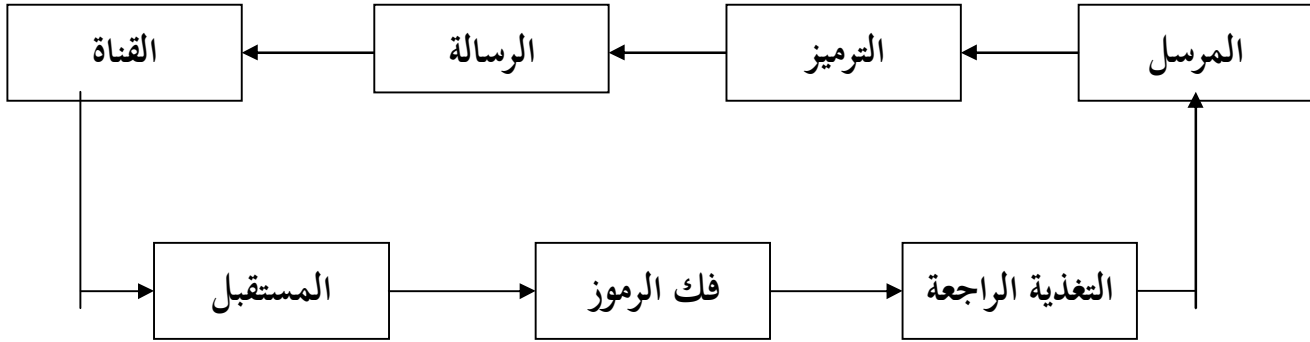 المرسل
الترميز
الرسالة
القناة
المستقبل
فك الرموز
التغذية الراجعة